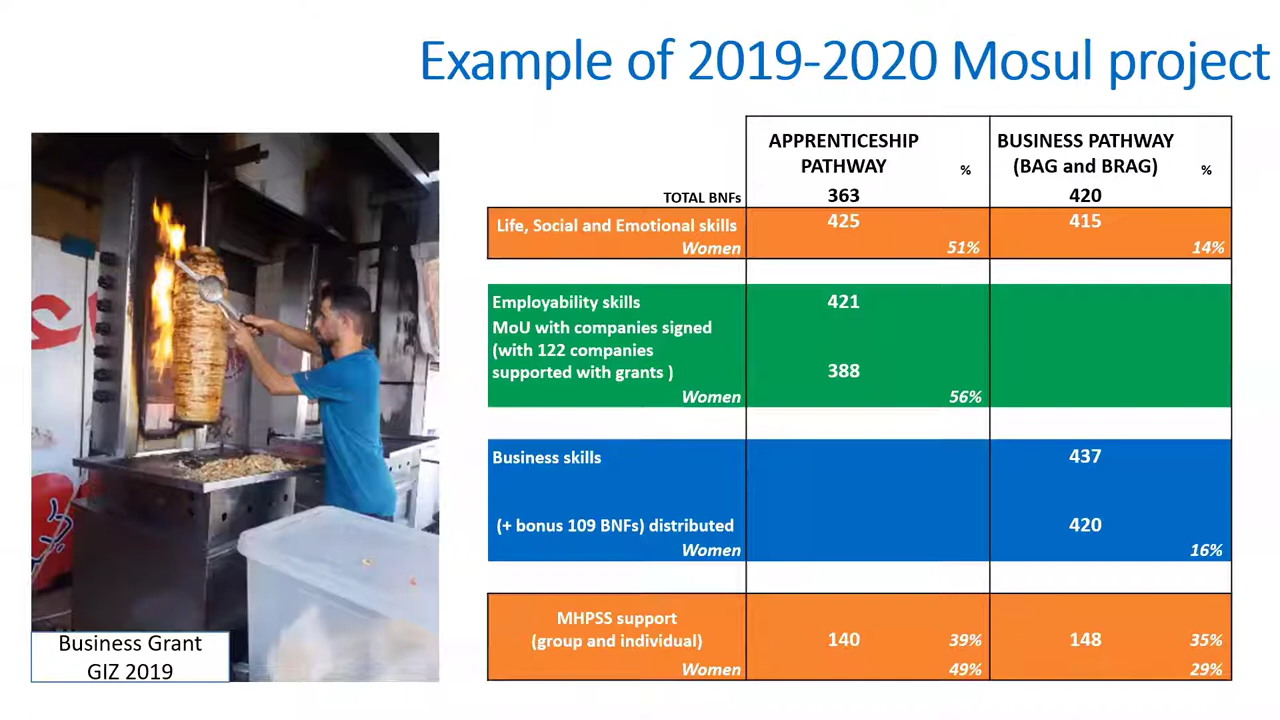 Example of 2019-2020 Mosul project
APPRENTICESHIP BUSINESS PATHWAY
PATHWAY % (BAG and BRAG) %
TOTAL BNFs 363 420
Life, Social and Emotional skills 425 415
Women 51% 14%
Employability skills 421
MoU with companies signed
(with 122 companies
supported with grants ) 388
Women 56%
Business skills 437
(+ bonus 109 BNFs) distributed 420
Women 16%
MHPSS support
(group and individual) 140 39% 148 35%
Women 49% 29%
Business Grant
GIZ 2019